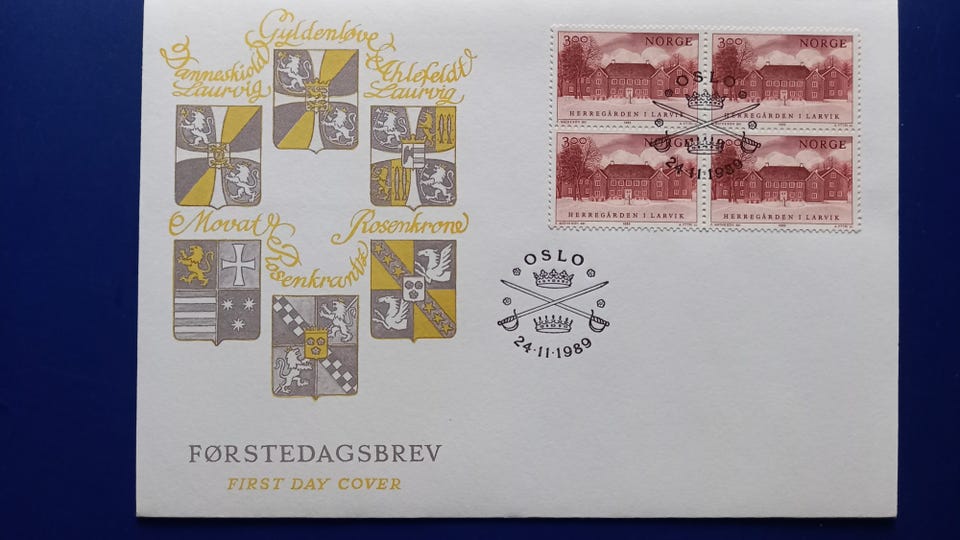 Gyldenløve
Danneskiold
Laurvig
Ahlefeldt
Laurvig
Movat
Rosenkrantz
Rosenkrone
FØRSTEDAGSBREV
FIRST DAY COVER
3.00 NORGE
HERREGÅRDEN I LARVIK
3.00 NORGE
HERREGÅRDEN I LARVIK
3.00 NORGE
HERREGÅRDEN I LARVIK
3.00 NORGE
HERREGÅRDEN I LARVIK
OSLO
24·11·1989
OSLO
24·11·1989